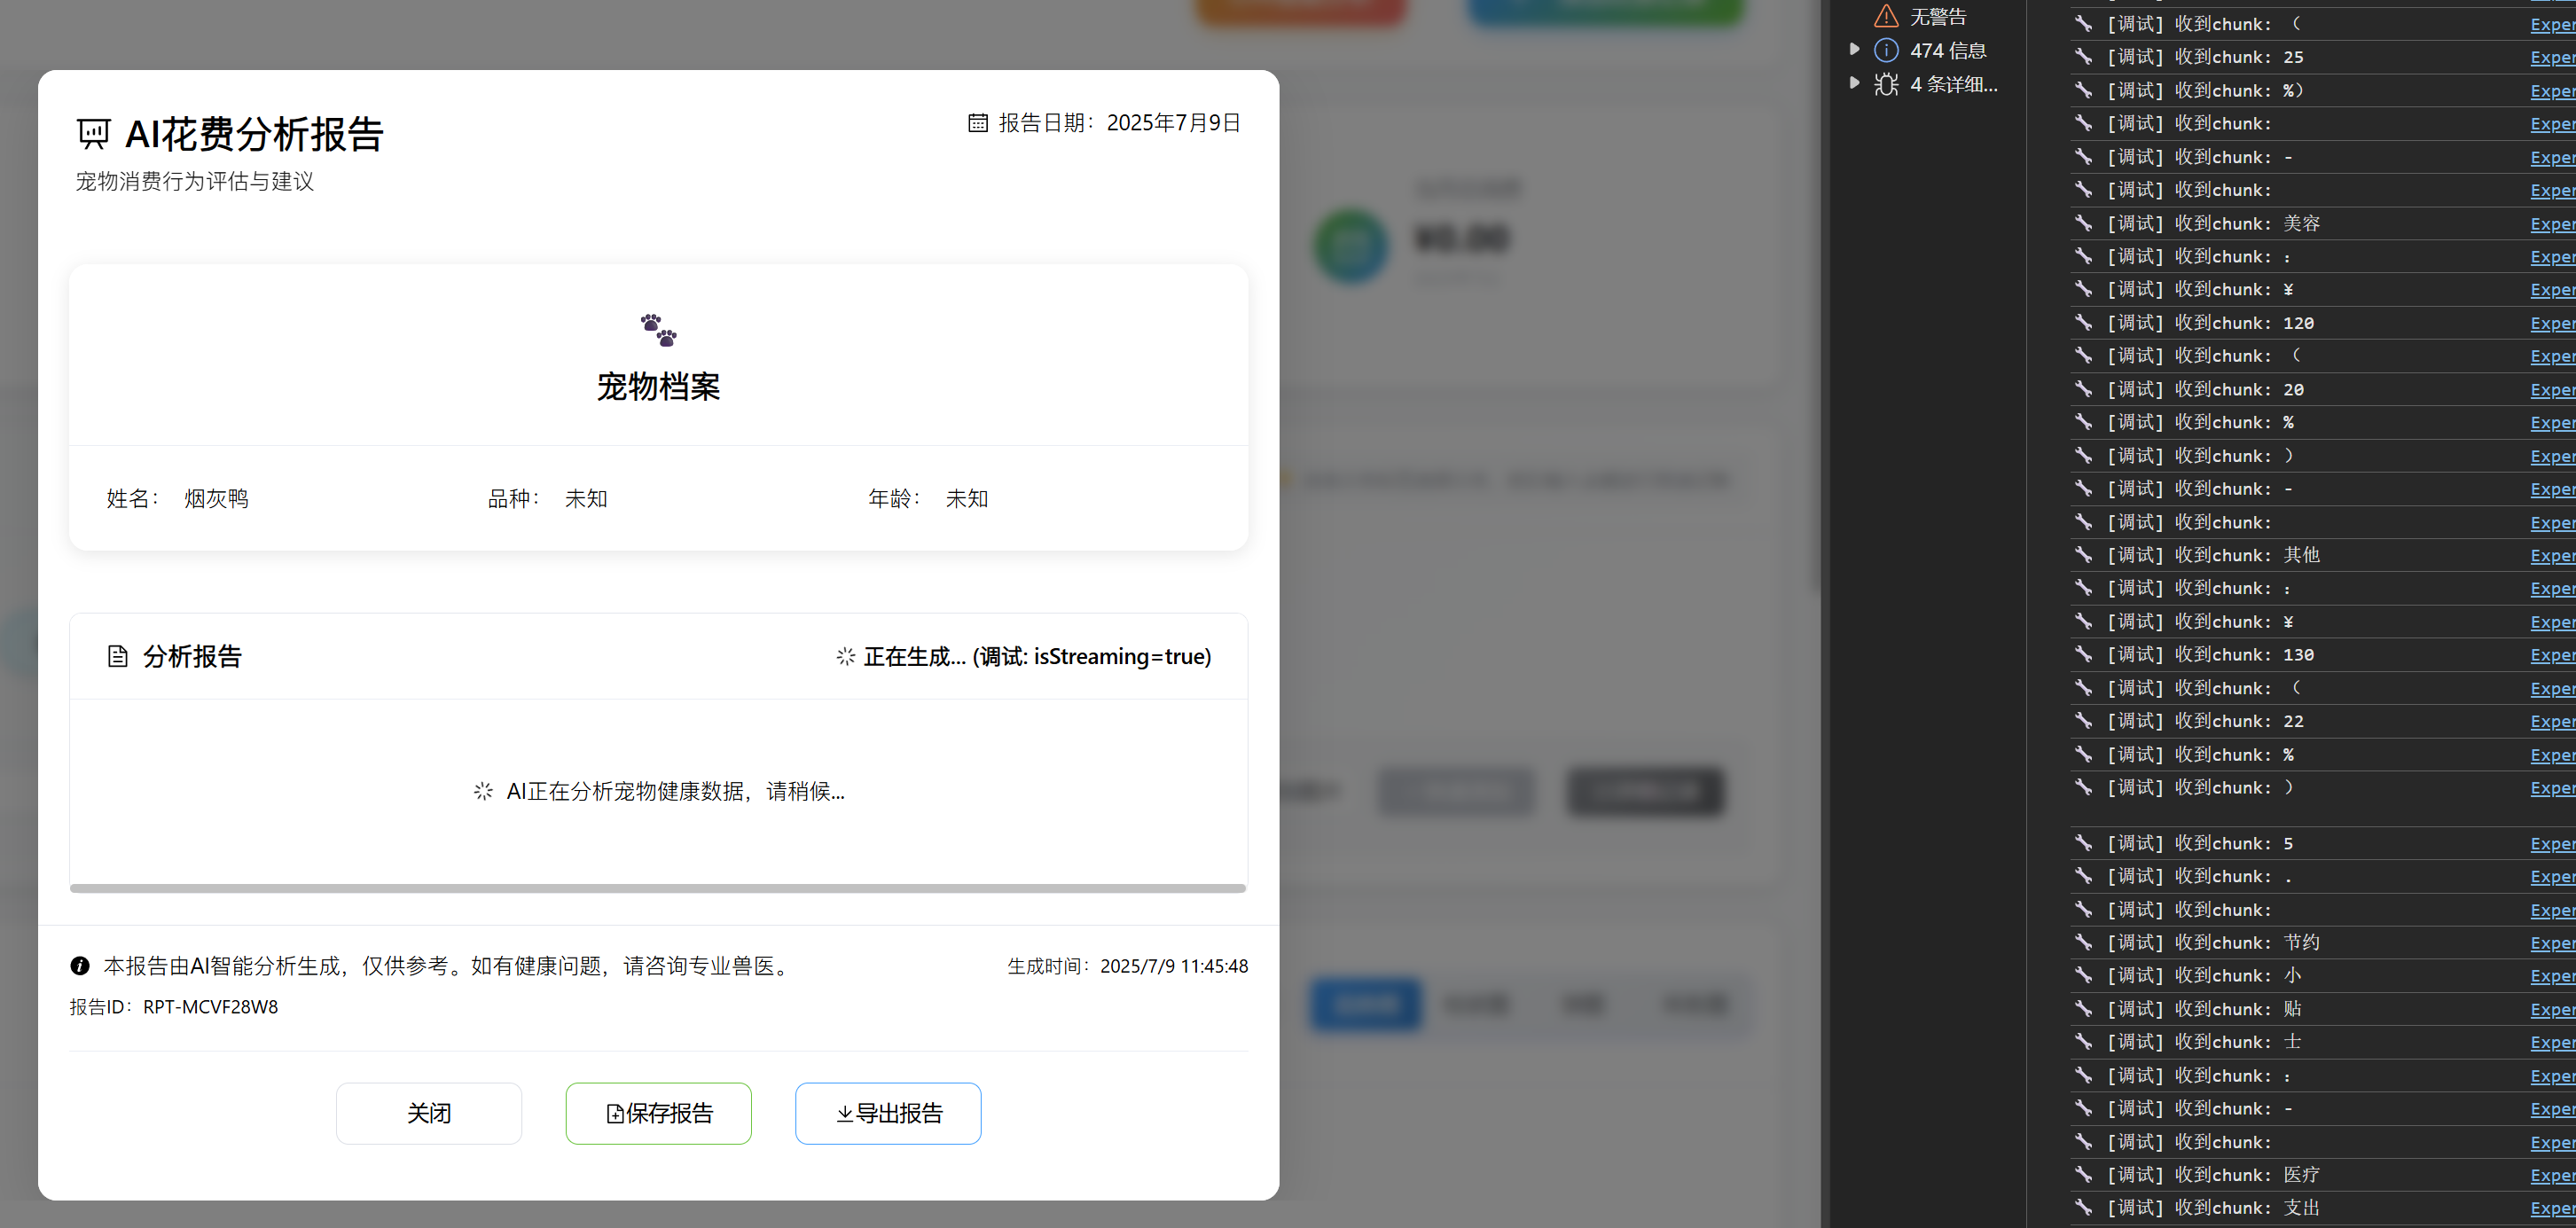 AI花费分析报告
报告日期：2025年7月9日
宠物消费行为评估与建议
宠物档案
姓名： 烟灰鸭 品种： 未知 年龄： 未知
分析报告
正在生成... (调试: isStreaming=true)
AI正在分析宠物健康数据，请稍候...
本报告由AI智能分析生成，仅供参考。如有健康问题，请咨询专业兽医。
生成时间：2025/7/9 11:45:48
报告ID：RPT-MCVF28W8
关闭
保存报告
导出报告
¥0.00
无警告
474 信息
4 条详细...
[调试] 收到chunk: （ Exper
[调试] 收到chunk: 25 Exper
[调试] 收到chunk: %） Exper
[调试] 收到chunk: Exper
[调试] 收到chunk: - Exper
[调试] 收到chunk: Exper
[调试] 收到chunk: 美容 Exper
[调试] 收到chunk: ： Exper
[调试] 收到chunk: ¥ Exper
[调试] 收到chunk: 120 Exper
[调试] 收到chunk: （ Exper
[调试] 收到chunk: 20 Exper
[调试] 收到chunk: % Exper
[调试] 收到chunk: ） Exper
[调试] 收到chunk: - Exper
[调试] 收到chunk: Exper
[调试] 收到chunk: 其他 Exper
[调试] 收到chunk: ： Exper
[调试] 收到chunk: ¥ Exper
[调试] 收到chunk: 130 Exper
[调试] 收到chunk: （ Exper
[调试] 收到chunk: 22 Exper
[调试] 收到chunk: % Exper
[调试] 收到chunk: ） Exper
[调试] 收到chunk: 5 Exper
[调试] 收到chunk: . Exper
[调试] 收到chunk: Exper
[调试] 收到chunk: 节约 Exper
[调试] 收到chunk: 小 Exper
[调试] 收到chunk: 贴 Exper
[调试] 收到chunk: 士 Exper
[调试] 收到chunk: ： Exper
[调试] 收到chunk: - Exper
[调试] 收到chunk: Exper
[调试] 收到chunk: 医疗 Exper
[调试] 收到chunk: 支出 Exper